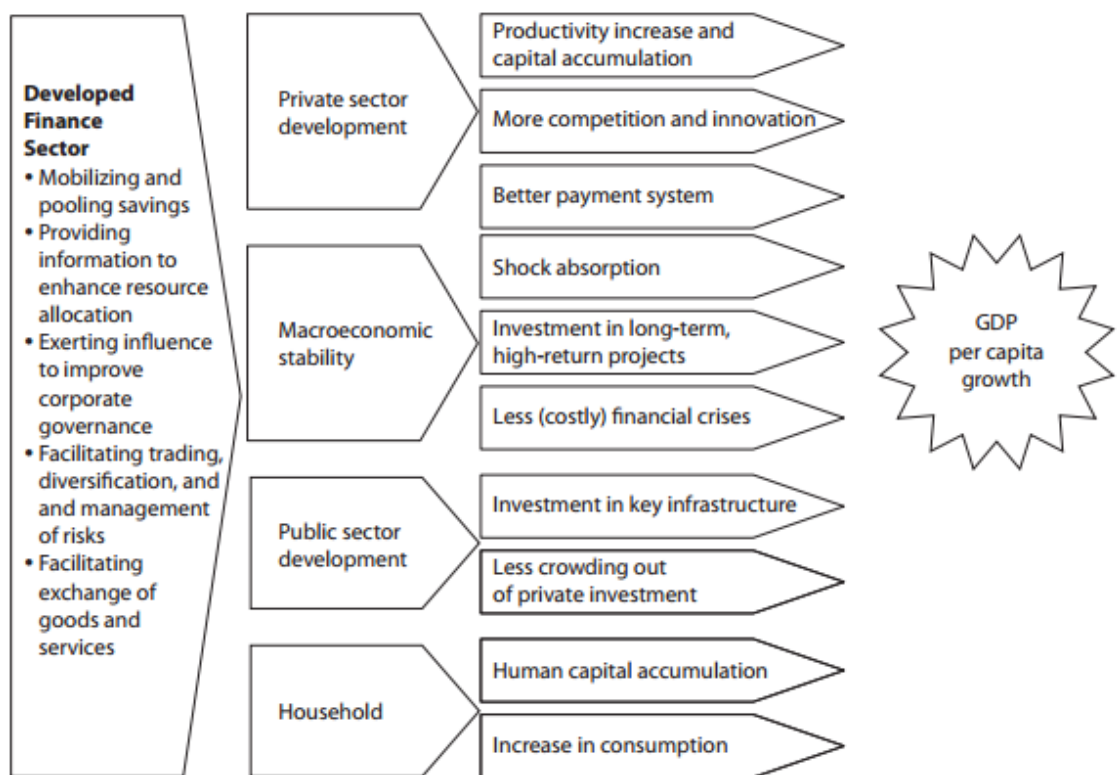 Developed
Finance
Sector
• Mobilizing and
pooling savings
• Providing
information to
enhance resource
allocation
• Exerting influence
to improve
corporate
governance
• Facilitating trading,
diversification, and
and management
of risks
• Facilitating
exchange of
goods and
services
Private sector
development
Macroeconomic
stability
Public sector
development
Household
Productivity increase and
capital accumulation
More competition and innovation
Better payment system
Shock absorption
Investment in long-term,
high-return projects
Less (costly) financial crises
Investment in key infrastructure
Less crowding out
of private investment
Human capital accumulation
Increase in consumption
GDP
per capita
growth